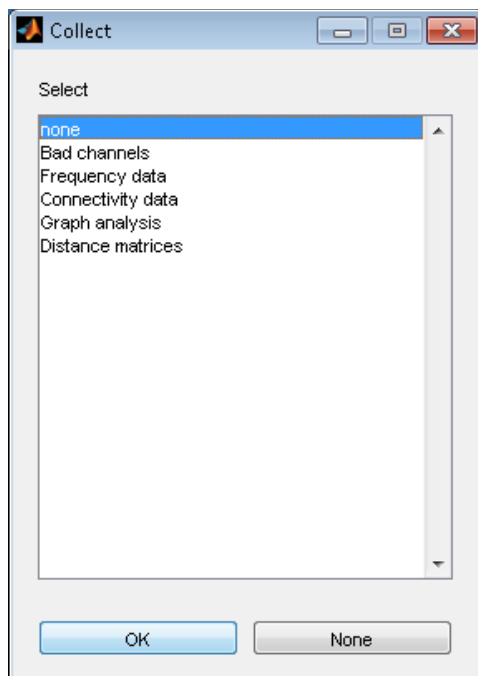 Collect
Select
none
Bad channels
Frequency data
Connectivity data
Graph analysis
Distance matrices
OK
None